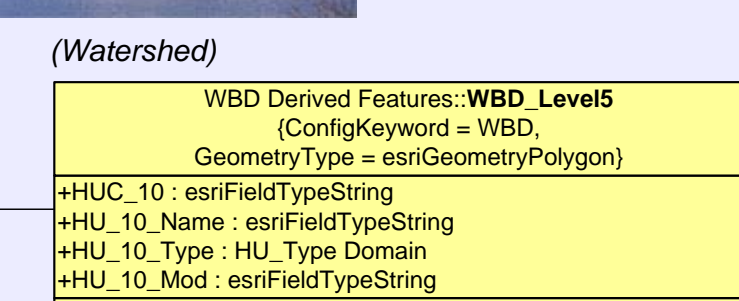 (Watershed)
WBD Derived Features::WBD_Level5
{ConfigKeyword = WBD,
GeometryType = esriGeometryPolygon}
+HUC_10 : esriFieldTypeString
+HU_10_Name : esriFieldTypeString
+HU_10_Type : HU_Type Domain
+HU_10_Mod : esriFieldTypeString